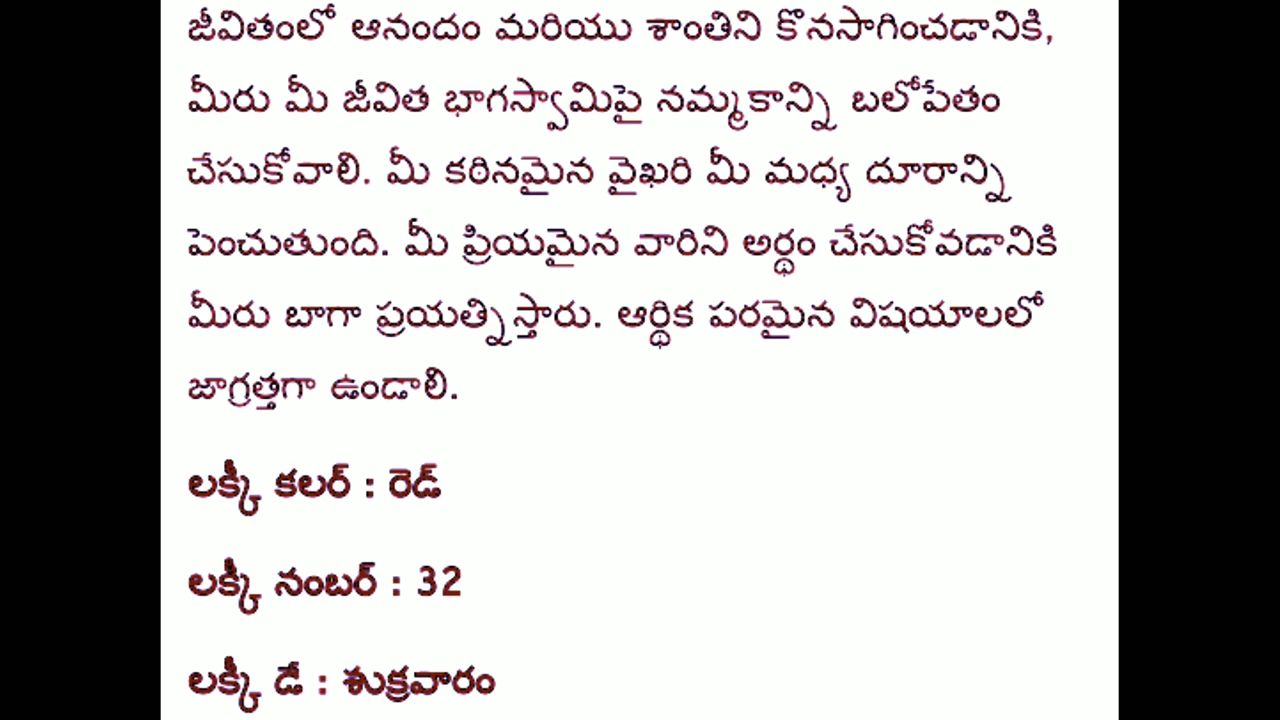 జీవితంలో ఆనందం మరియు శాంతిని కొనసాగించడానికి,
మీరు మీ జీవిత భాగస్వామిపై నమ్మకాన్ని బలోపేతం
చేసుకోవాలి. మీ కఠినమైన వైఖరి మీ మధ్య దూరాన్ని
పెంచుతుంది. మీ ప్రియమైన వారిని అర్థం చేసుకోవడానికి
మీరు బాగా ప్రయత్నిస్తారు. ఆర్థిక పరమైన విషయాలలో
జాగ్రత్తగా ఉండాలి.
లక్కీ కలర్ : రెడ్
లక్కీ నంబర్ : 32
లక్కీ డే : శుక్రవారం